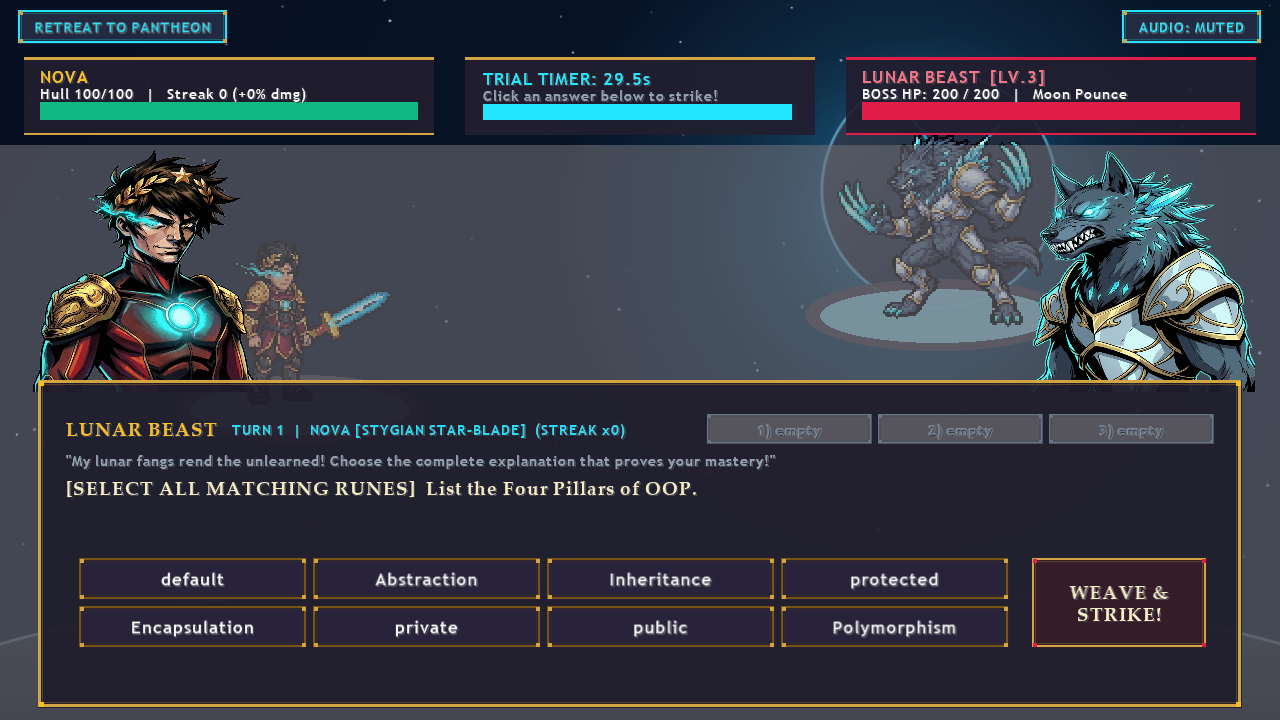 RETREAT TO PANTHEON
AUDIO: MUTED
NOVA
Hull 100/100 | Streak 0 (+0% dmg)
TRIAL TIMER: 29.5s
Click an answer below to strike!
LUNAR BEAST [LV.3]
BOSS HP: 200 / 200 | Moon Pounce
LUNAR BEAST TURN 1 | NOVA [STYGIAN STAR-BLADE] (STREAK x0)
1) empty
2) empty
3) empty
"My lunar fangs rend the unlearned! Choose the complete explanation that proves your mastery!"
[SELECT ALL MATCHING RUNES] List the Four Pillars of OOP.
default
Abstraction
Inheritance
protected
Encapsulation
private
public
Polymorphism
WEAVE &
STRIKE!